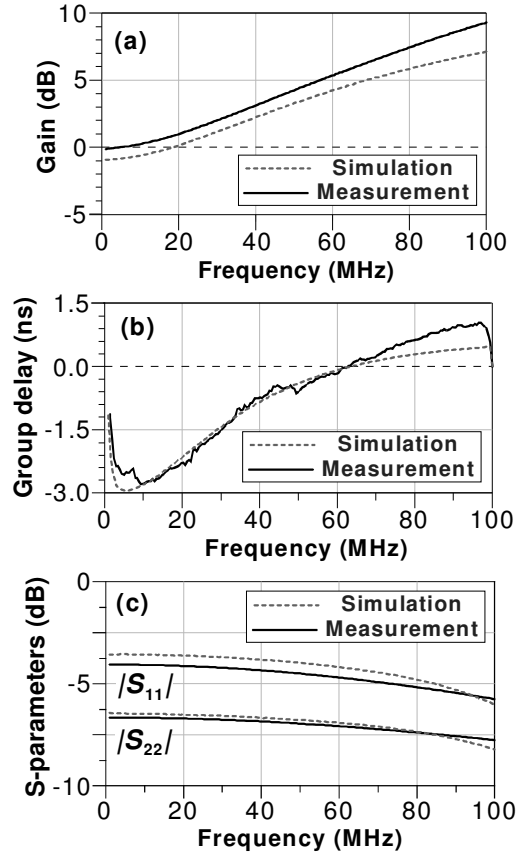 10
(a)
5
0
-5
Gain (dB)
Simulation
Measurement
0 20 40 60 80 100
Frequency (MHz)
1.5
(b)
0.0
-1.5
-3.0
Group delay (ns)
Simulation
Measurement
0 20 40 60 80 100
Frequency (MHz)
0
(c)
-5
-10
S-parameters (dB)
Simulation
Measurement
|S11|
|S22|
0 20 40 60 80 100
Frequency (MHz)